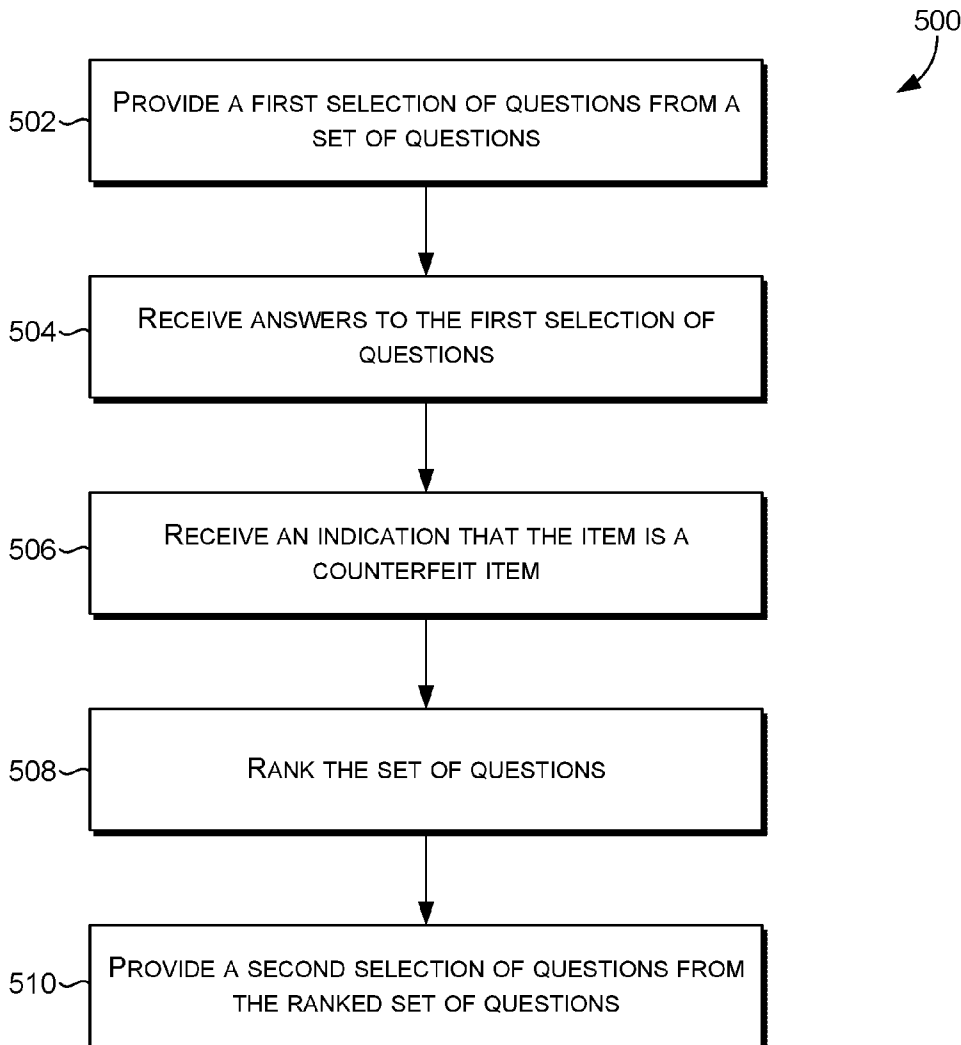 500
502
PROVIDE A FIRST SELECTION OF QUESTIONS FROM A
SET OF QUESTIONS
504
RECEIVE ANSWERS TO THE FIRST SELECTION OF
QUESTIONS
506
RECEIVE AN INDICATION THAT THE ITEM IS A
COUNTERFEIT ITEM
508
RANK THE SET OF QUESTIONS
510
PROVIDE A SECOND SELECTION OF QUESTIONS FROM
THE RANKED SET OF QUESTIONS